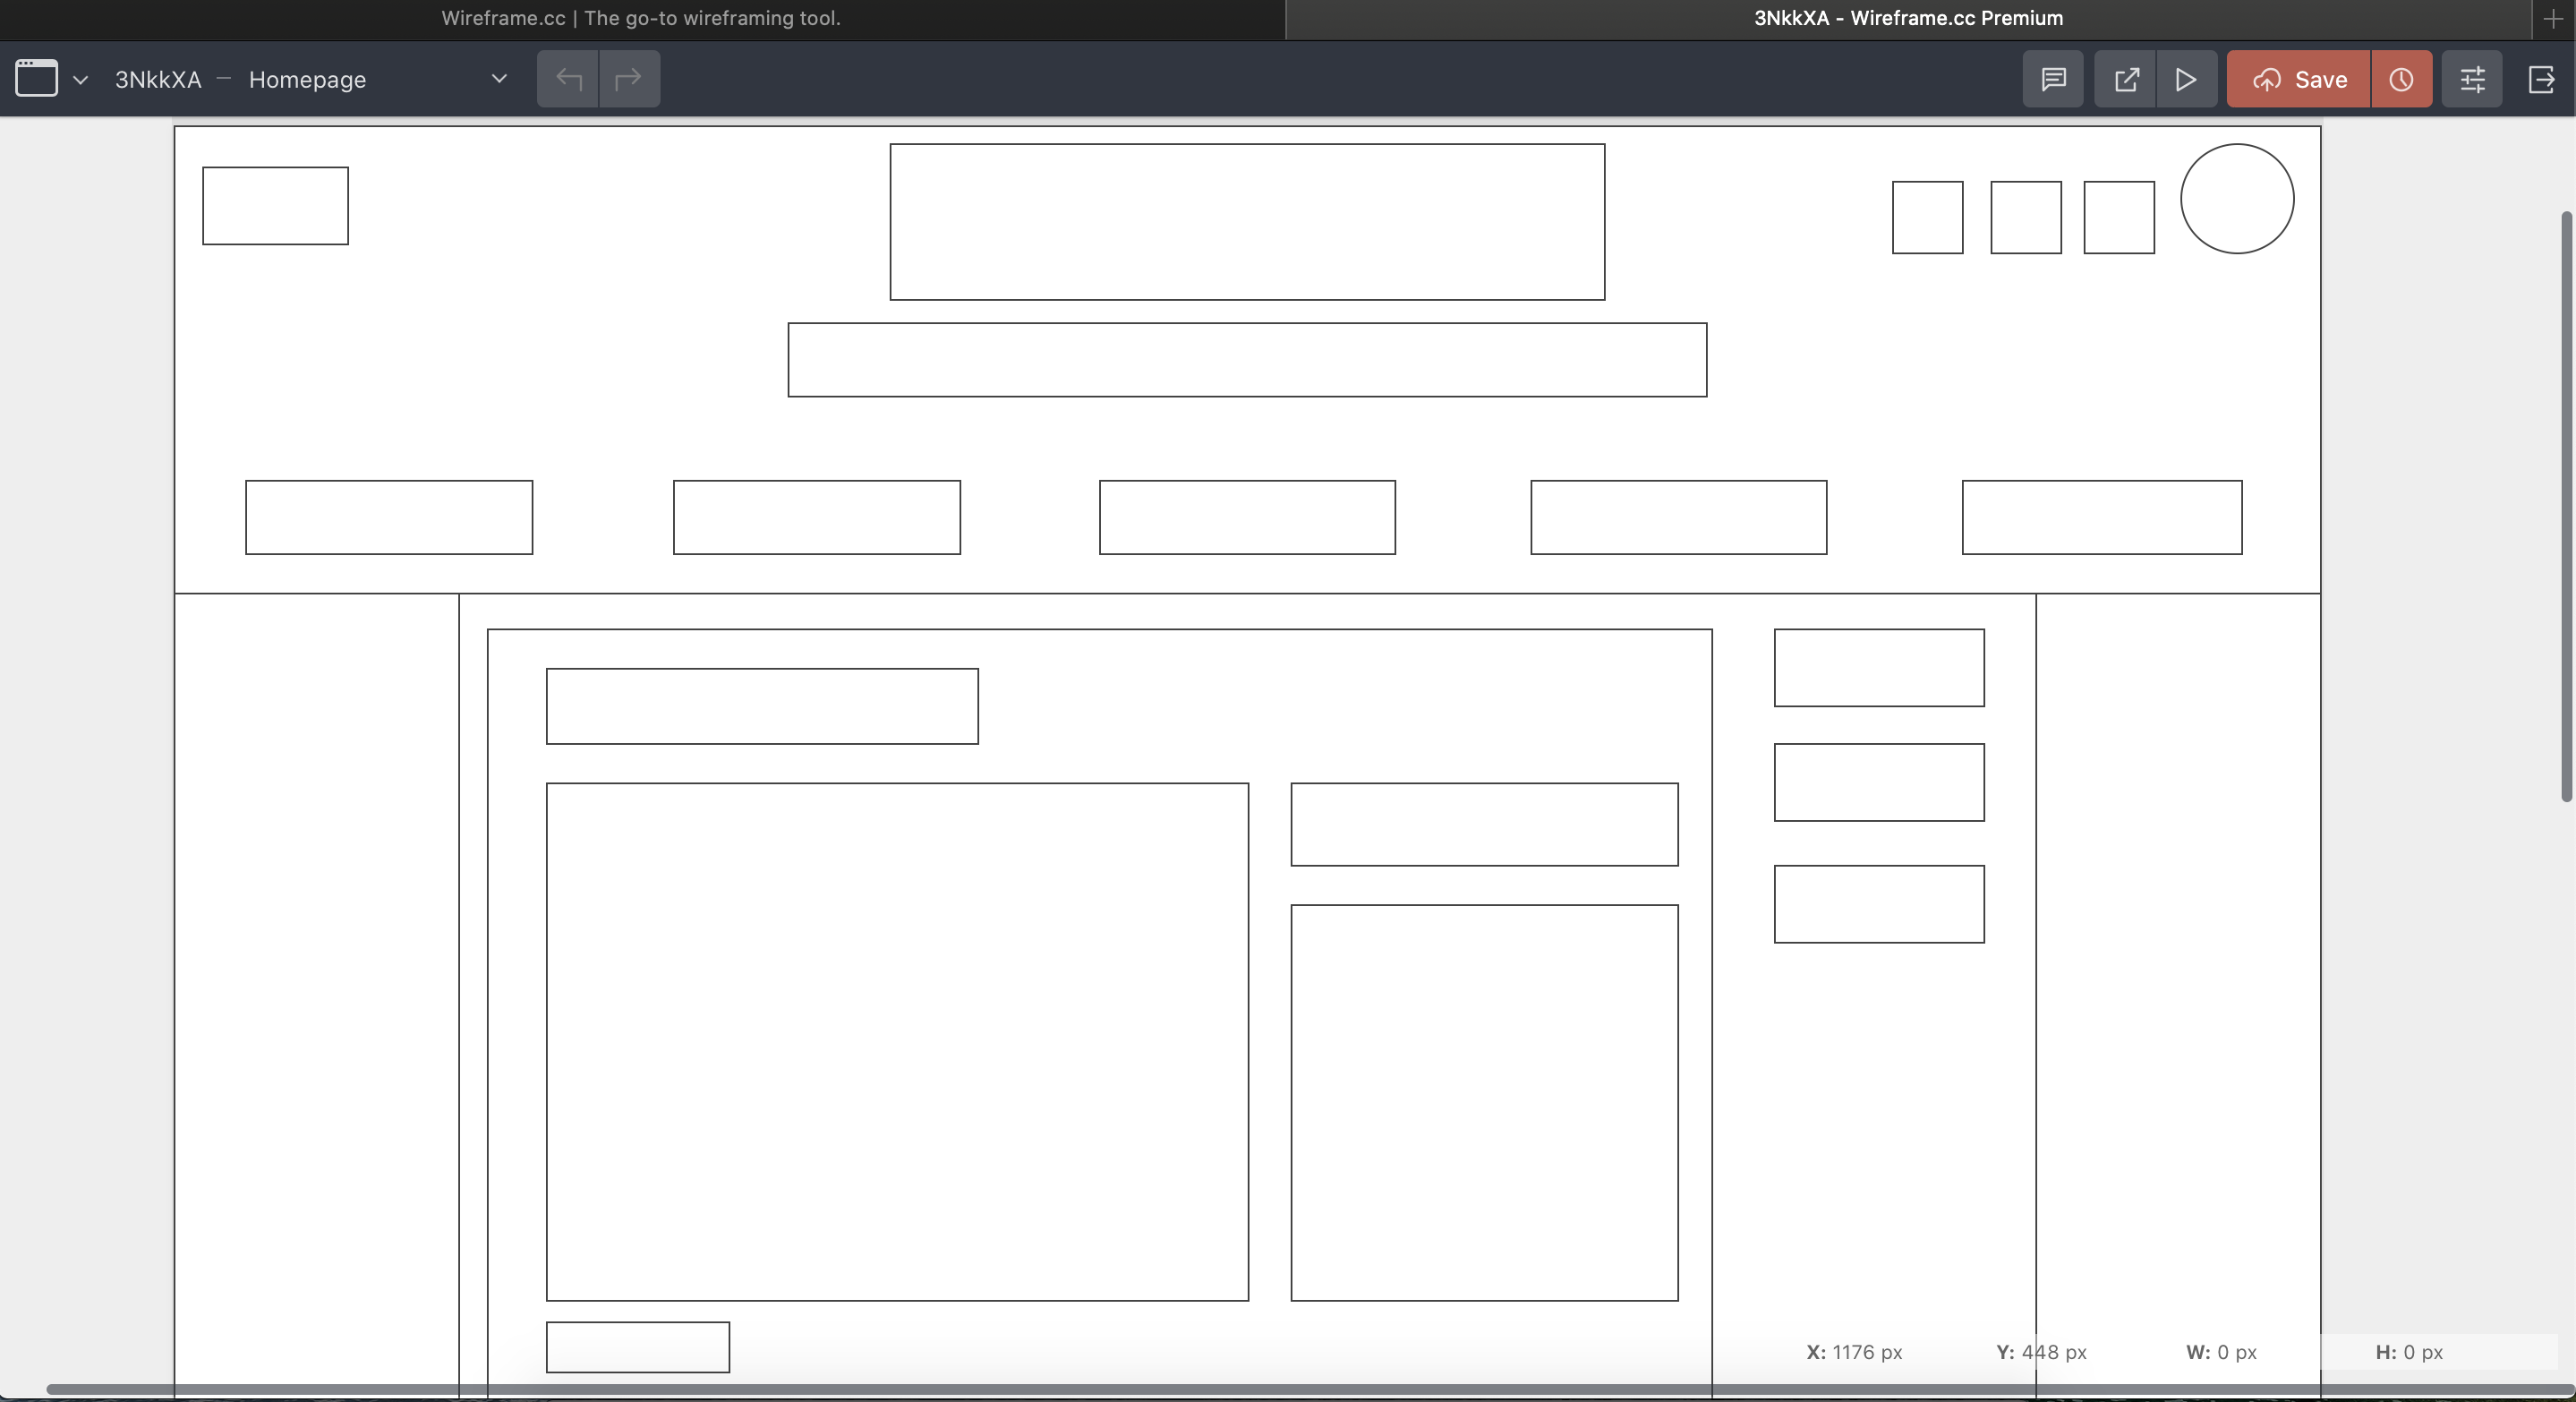 Wireframe.cc | The go-to wireframing tool.
3NkkXA - Wireframe.cc Premium
3NkkXA — Homepage
Save
X: 1176 px Y: 448 px W: 0 px H: 0 px